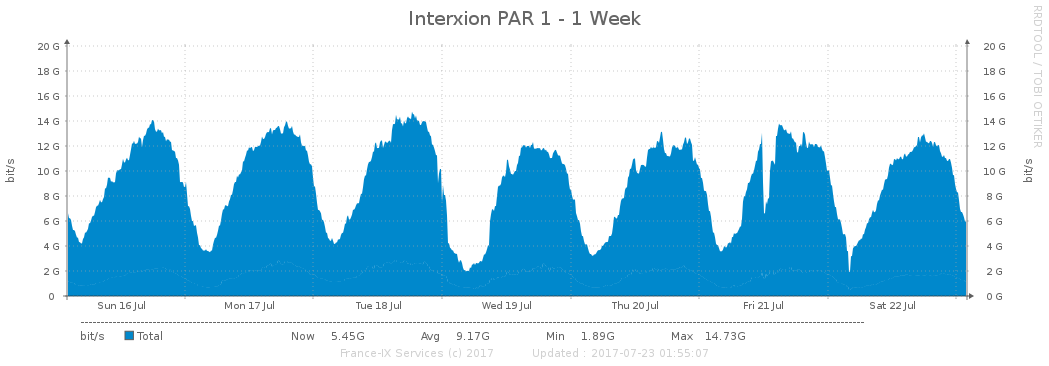 Interxion PAR 1 - 1 Week
RRDTOOL / TOBI OETIKER
20 G 20 G
18 G 18 G
16 G 16 G
14 G 14 G
12 G 12 G
10 G 10 G
8 G 8 G
6 G 6 G
4 G 4 G
2 G 2 G
0 0 G
bit/s
bit/s
Sun 16 Jul Mon 17 Jul Tue 18 Jul Wed 19 Jul Thu 20 Jul Fri 21 Jul Sat 22 Jul
bit/s Total Now 5.45G Avg 9.17G Min 1.89G Max 14.73G
France-IX Services (c) 2017 Updated : 2017-07-23 01:55:07